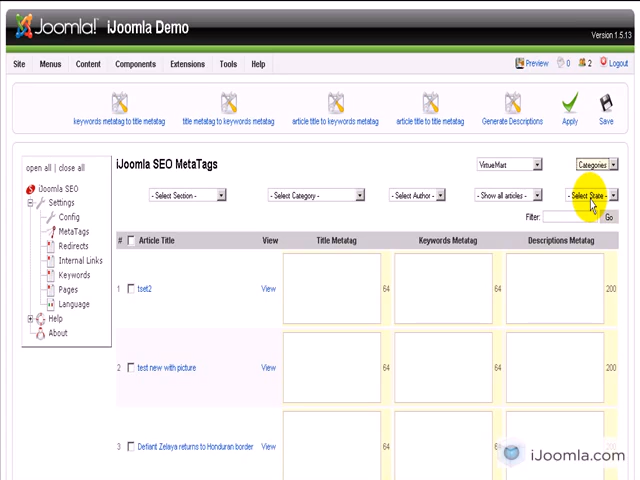 Joomla! iJoomla Demo
Version 1.5.13
Site Menus Content Components Extensions Tools Help Preview 0 2 Logout
keywords metatag to title metatag title metatag to keywords metatag article title to keywords metatag article title to title metatag Generate Descriptions Apply Save
open all | close all
iJoomla SEO
Settings
Config
MetaTags
Redirects
Internal Links
Keywords
Pages
Language
Help
About
iJoomla SEO MetaTags
VirtueMart Categories
- Select Section - - Select Category - - Select Author - - Show all articles - - Select State -
Filter: Go
# Article Title View Title Metatag Keywords Metatag Descriptions Metatag
1 tset2 View 64 64 200
2 test new with picture View 64 64 200
3 Defiant Zelaya returns to Honduran border View 64 64 200
iJoomla.com